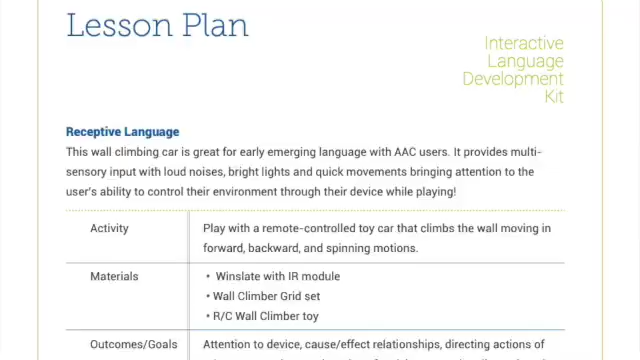 Lesson Plan
Interactive
Language
Development
Kit
Receptive Language
This wall climbing car is great for early emerging language with AAC users. It provides multi-
sensory input with loud noises, bright lights and quick movements bringing attention to the
user's ability to control their environment through their device while playing!
Activity
Play with a remote-controlled toy car that climbs the wall moving in
forward, backward, and spinning motions.
Materials
• Winslate with IR module
• Wall Climber Grid set
• R/C Wall Climber toy
Outcomes/Goals
Attention to device, cause/effect relationships, directing actions of